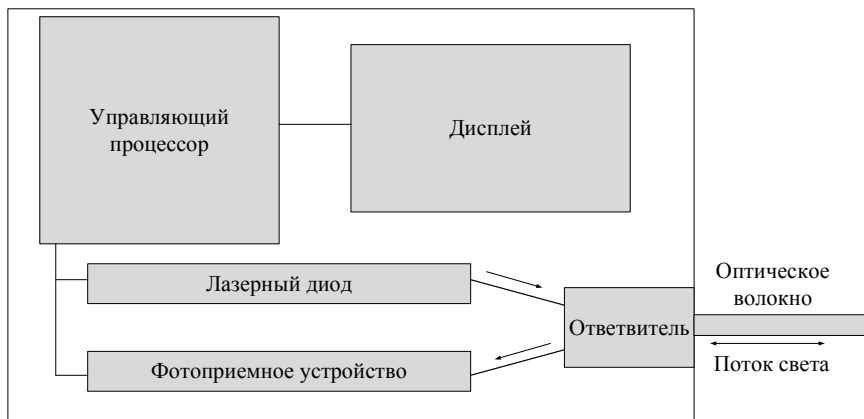 Управляющий
процессор
Дисплей
Лазерный диод
Оптическое
волокно
Ответвитель
Фотоприемное устройство
Поток света